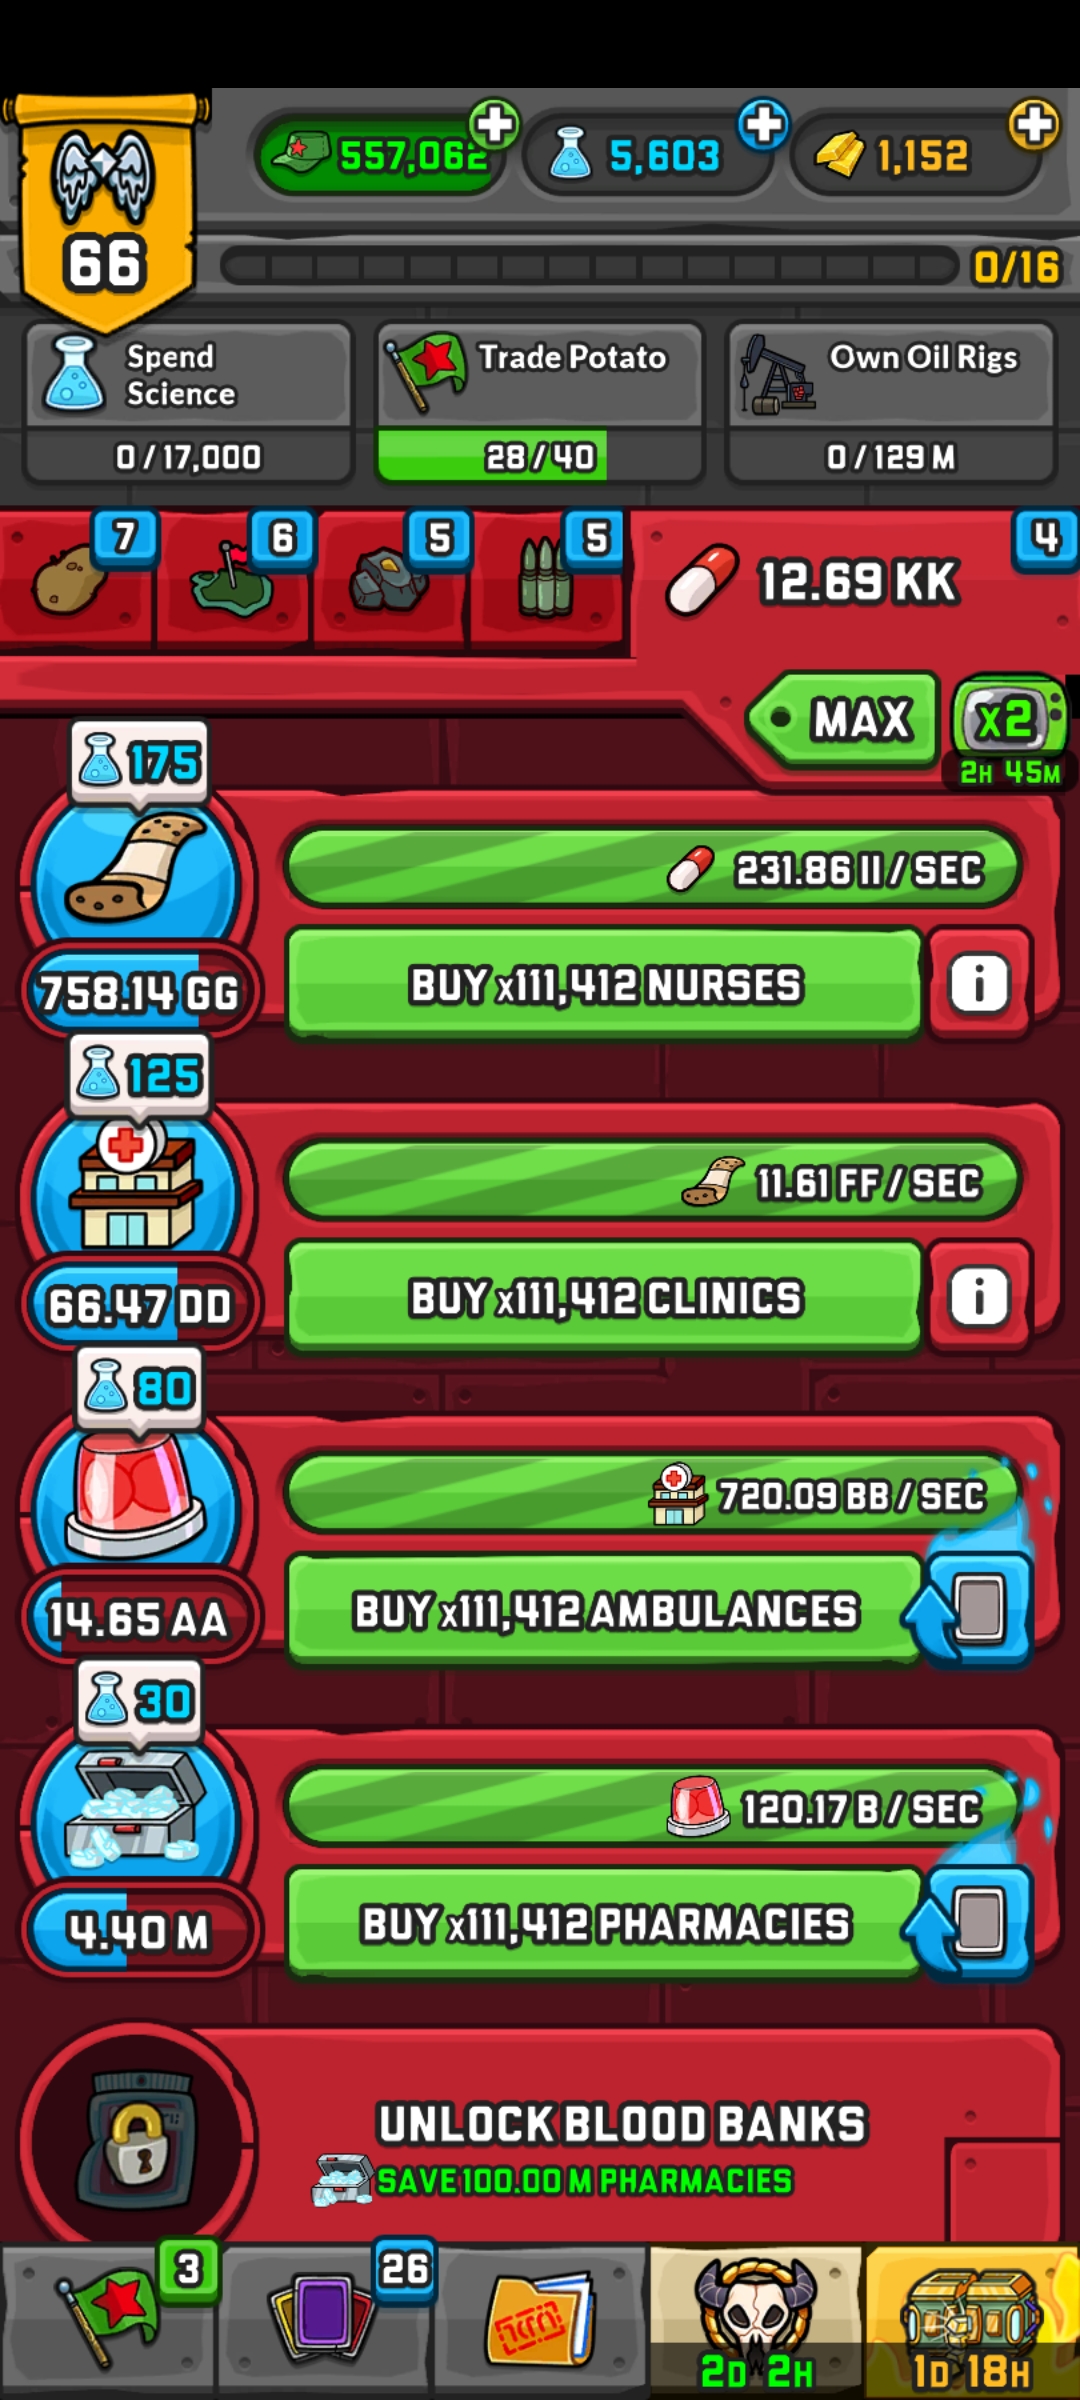 557,062
5,603
1,152
66
0/16
Spend
Science
0/17,000
Trade Potato
28/40
Own Oil Rigs
0/129 M
7
6
5
5
12.69 KK
4
MAX
x2
2H 45M
175
231.86 II/SEC
758.14 GG
BUY x111,412 NURSES
i
125
11.61 FF/SEC
66.47 DD
BUY x111,412 CLINICS
i
80
720.09 BB/SEC
14.65 AA
BUY x111,412 AMBULANCES
30
120.17 B/SEC
4.40 M
BUY x111,412 PHARMACIES
UNLOCK BLOOD BANKS
SAVE 100.00 M PHARMACIES
3
26
2D 2H
1D 18H